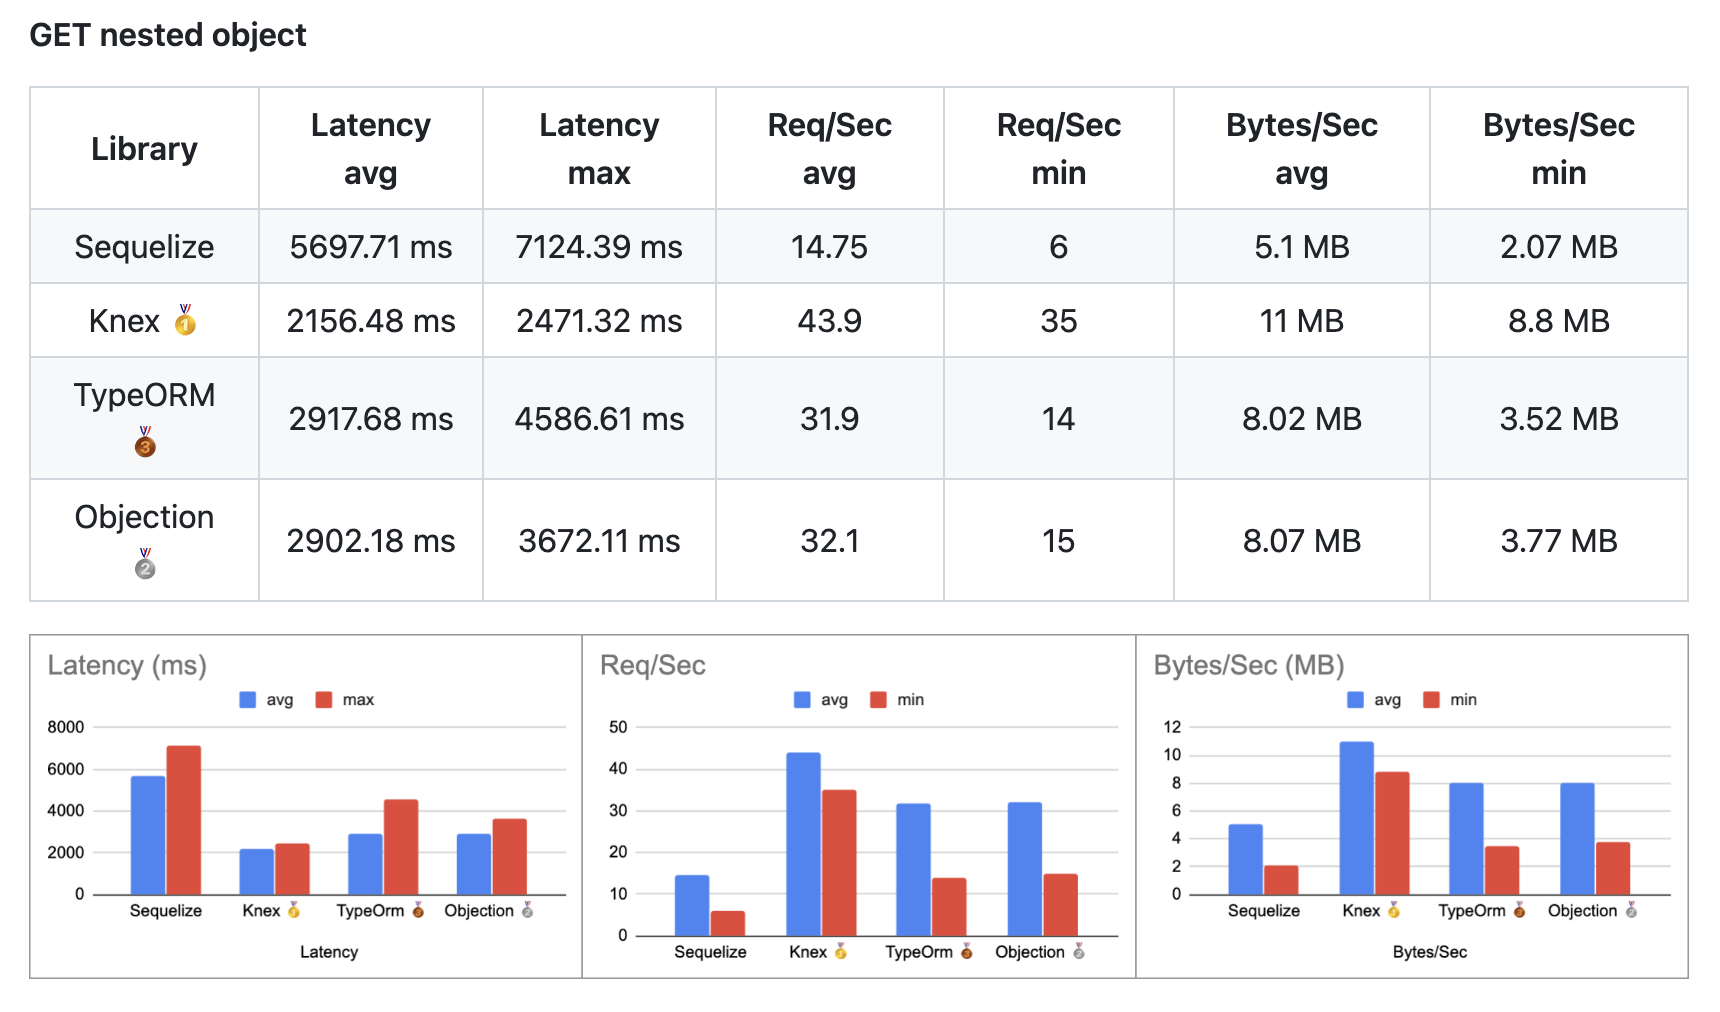 GET nested object
Library
Latency
avg
Latency
max
Req/Sec
avg
Req/Sec
min
Bytes/Sec
avg
Bytes/Sec
min
Sequelize
5697.71 ms
7124.39 ms
14.75
6
5.1 MB
2.07 MB
Knex 🥇
2156.48 ms
2471.32 ms
43.9
35
11 MB
8.8 MB
TypeORM
🥉
2917.68 ms
4586.61 ms
31.9
14
8.02 MB
3.52 MB
Objection
🥈
2902.18 ms
3672.11 ms
32.1
15
8.07 MB
3.77 MB
Latency (ms)
avg
max
8000
6000
4000
2000
0
Sequelize
Knex 🥇
TypeOrm 🥉
Objection 🥈
Latency
Req/Sec
avg
min
50
40
30
20
10
0
Sequelize
Knex 🥇
TypeOrm 🥉
Objection 🥈
Bytes/Sec (MB)
avg
min
12
10
8
6
4
2
0
Sequelize
Knex 🥇
TypeOrm 🥉
Objection 🥈
Bytes/Sec